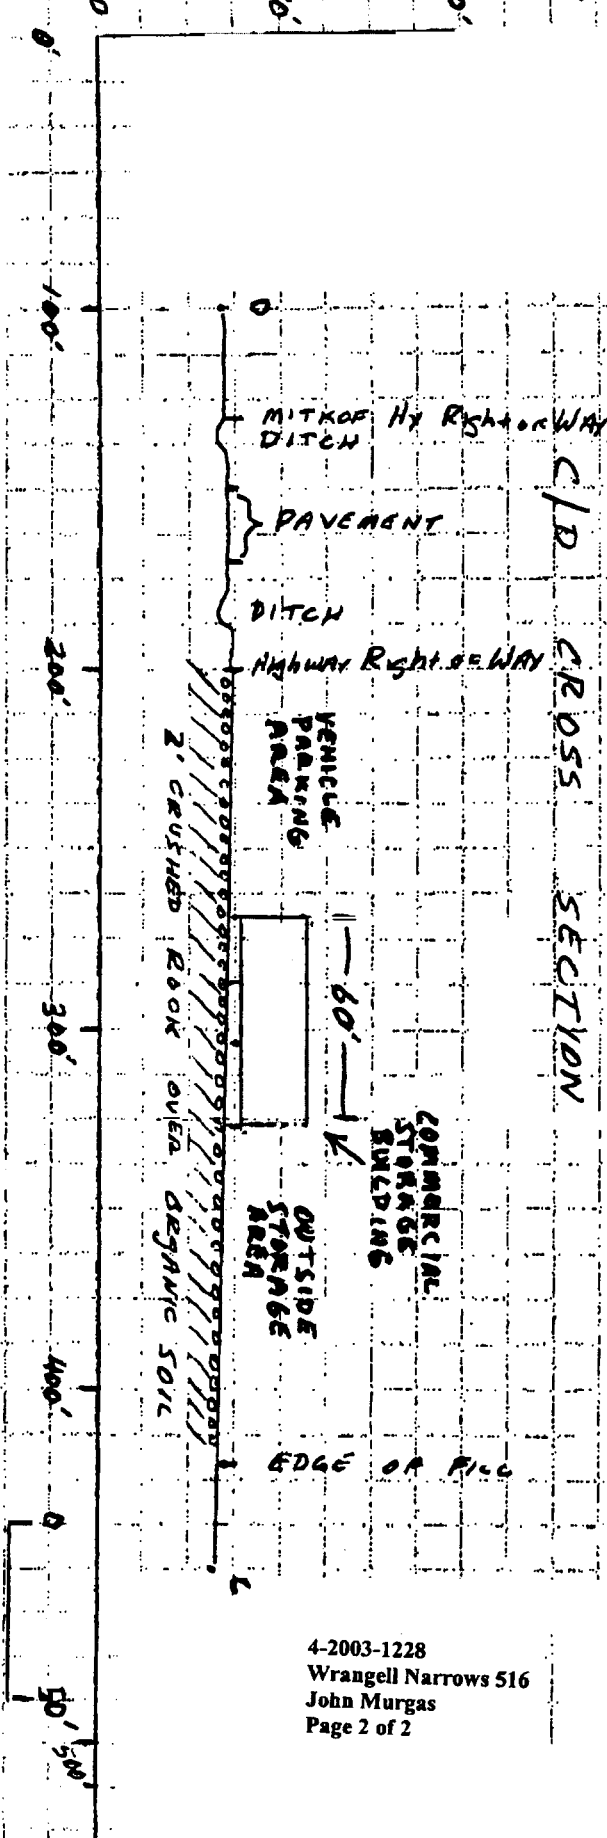 0'
100'
200'
300'
400'
0
50'
500'
D
MITKOF Hy Right of WAY
DITCH
PAVEMENT
DITCH
Highway Right of WAY
C/D CROSS SECTION
VEHICLE
PARKING
AREA
2' CRUSHED ROCK OVER ORGANIC SOIL
60'
COMMERCIAL
STORAGE
BUILDING
OUTSIDE
STORAGE
AREA
EDGE OF FILL
4-2003-1228
Wrangell Narrows 516
John Murgas
Page 2 of 2